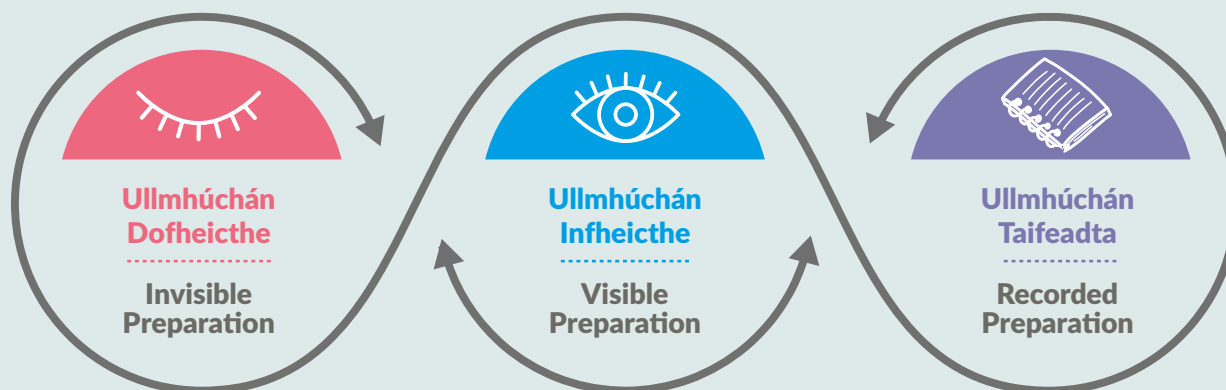 Ullmhúchán
Dofheicthe
Invisible
Preparation
Ullmhúchán
Infheicthe
Visible
Preparation
Ullmhúchán
Taifeadta
Recorded
Preparation